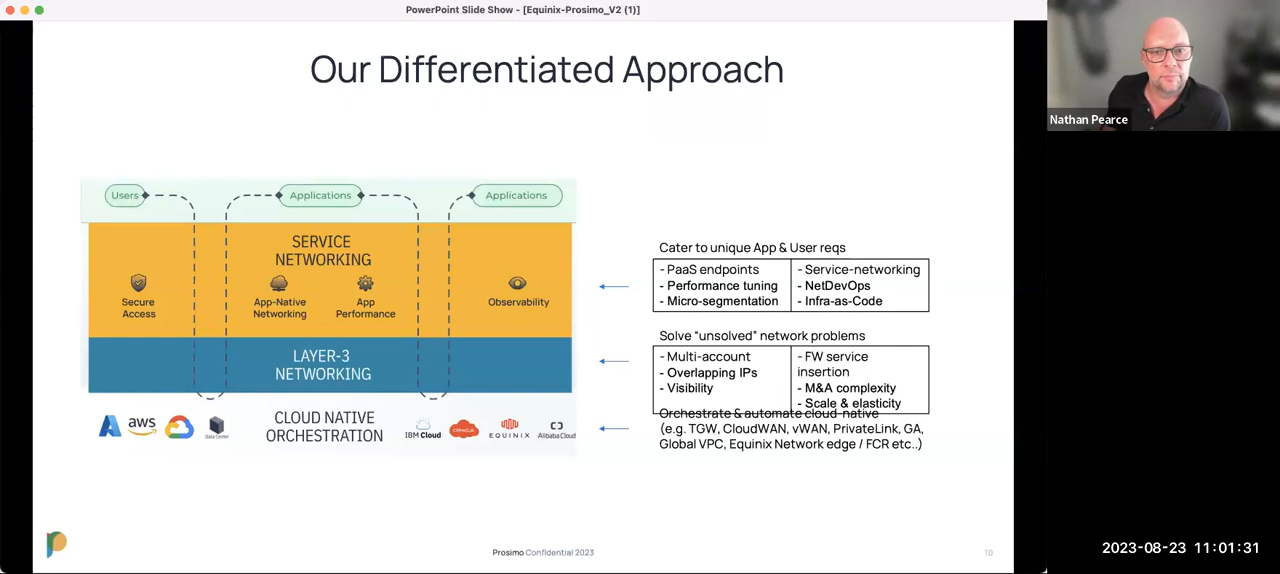 PowerPoint Slide Show - [Equinix-Prosimo_V2 (1)]
Our Differentiated Approach
Nathan Pearce
Users
Applications
Applications
SERVICE
NETWORKING
Secure
Access
App-Native
Networking
App
Performance
Observability
LAYER-3
NETWORKING
aws
Data Center
CLOUD NATIVE
ORCHESTRATION
IBM Cloud
ORACLE
EQUINIX
Alibaba Cloud
Cater to unique App & User reqs
- PaaS endpoints
- Performance tuning
- Micro-segmentation
- Service-networking
- NetDevOps
- Infra-as-Code
Solve “unsolved” network problems
- Multi-account
- Overlapping IPs
- Visibility
- FW service
insertion
- M&A complexity
- Scale & elasticity
Orchestrate & automate cloud-native
(e.g. TGW, CloudWAN, vWAN, PrivateLink, GA,
Global VPC, Equinix Network edge / FCR etc..)
Prosimo Confidential 2023
10
2023-08-23 11:01:31